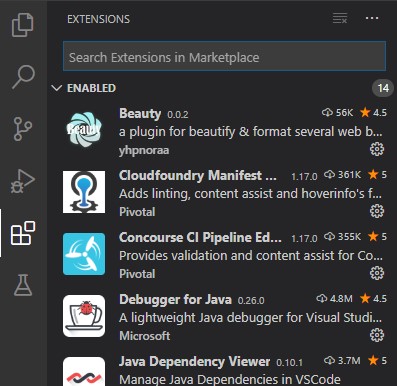 EXTENSIONS
Search Extensions in Marketplace
ENABLED 14
Beauty 0.0.2 56K 4.5
a plugin for beautify & format several web b...
yhpnoraa
Cloudfoundry Manifest ... 1.17.0 361K 5
Adds linting, content assist and hoverinfo's f...
Pivotal
Concourse CI Pipeline Ed... 1.17.0 355K 5
Provides validation and content assist for Co...
Pivotal
Debugger for Java 0.26.0 4.8M 4.5
A lightweight Java debugger for Visual Studi...
Microsoft
Java Dependency Viewer 0.10.1 3.7M 5
Manage Java Dependencies in VSCode